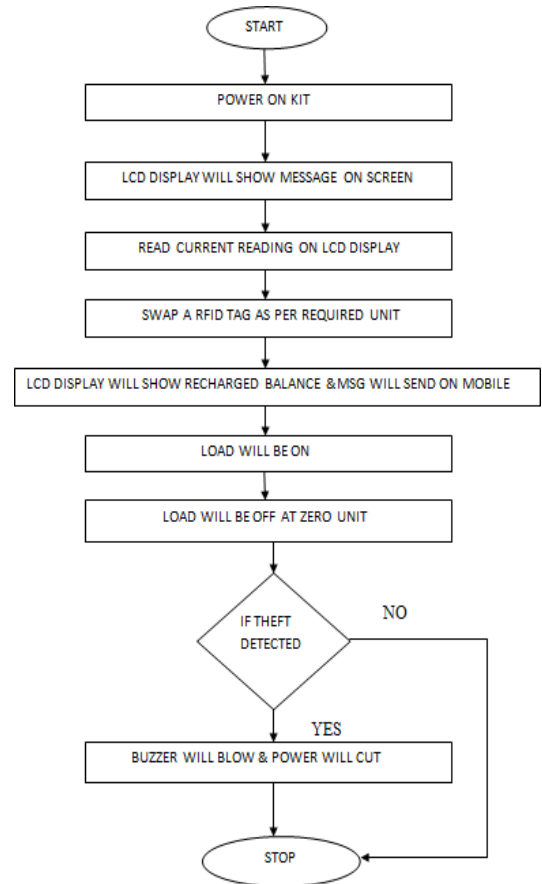 START
POWER ON KIT
LCD DISPLAY WILL SHOW MESSAGE ON SCREEN
READ CURRENT READING ON LCD DISPLAY
SWAP A RFID TAG AS PER REQUIRED UNIT
LCD DISPLAY WILL SHOW RECHARGED BALANCE &MSG WILL SEND ON MOBILE
LOAD WILL BE ON
LOAD WILL BE OFF AT ZERO UNIT
IF THEFT
DETECTED
NO
YES
BUZZER WILL BLOW & POWER WILL CUT
STOP